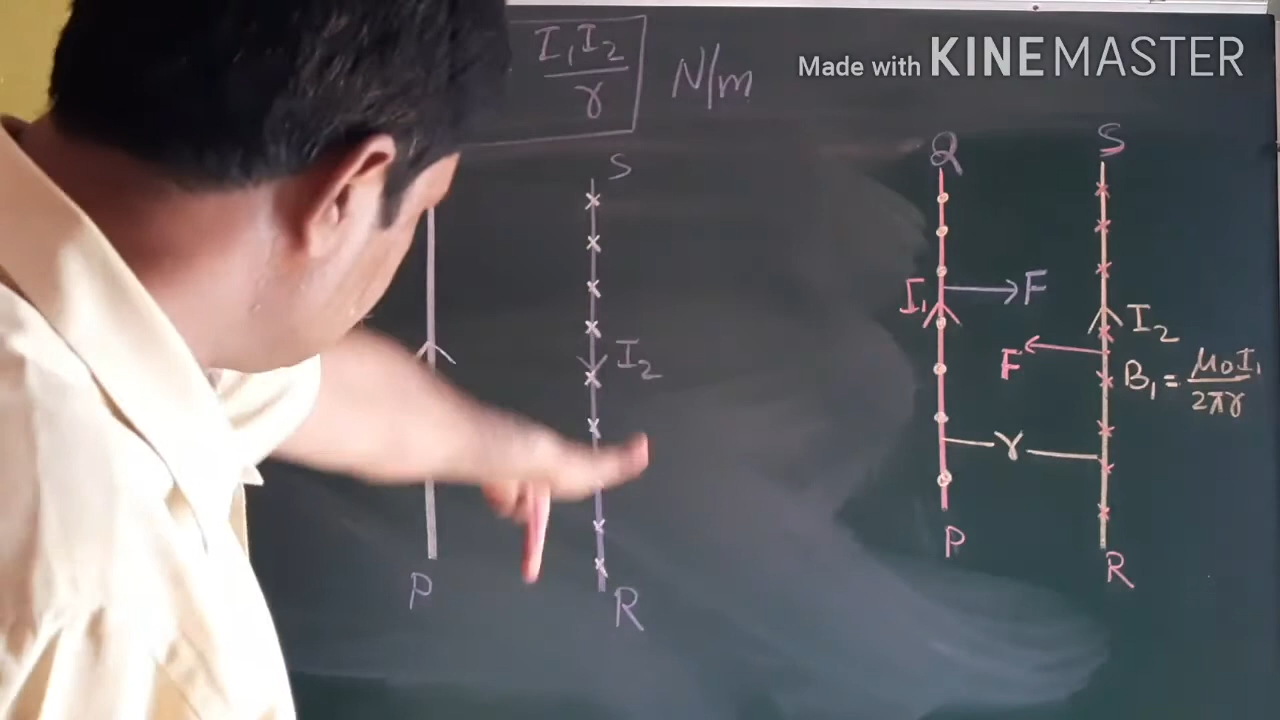 Made with KINEMASTER
I₁I₂
r
N/m
S
I₂
P
R
Q
S
I₁
F
I₂
F
B₁ = μ₀I₁
2πr
r
P
R